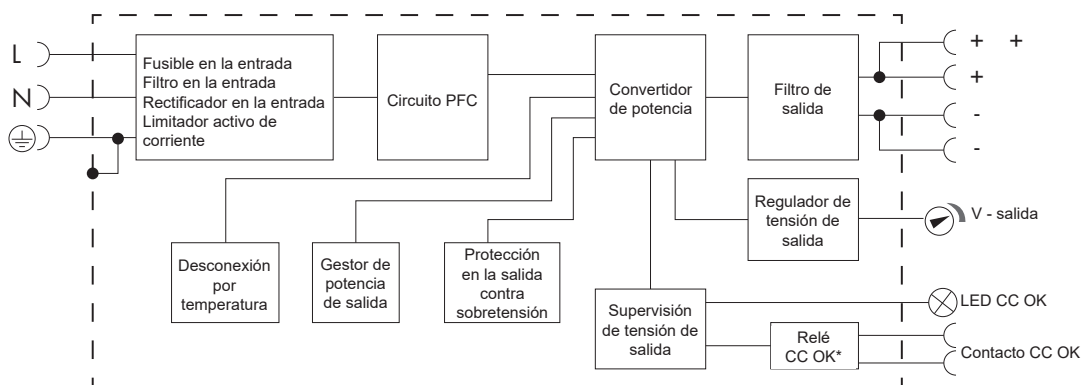 L
N
Fusible en la entrada
Filtro en la entrada
Rectificador en la entrada
Limitador activo de
corriente
Circuito PFC
Convertidor
de potencia
Filtro de
salida
+ +
+
-
-
Regulador de
tensión de
salida
V - salida
Desconexión
por
temperatura
Gestor de
potencia
de salida
Protección
en la salida
contra
sobretensión
Supervisión
de tensión de
salida
LED CC OK
Relé
CC OK*
Contacto CC OK